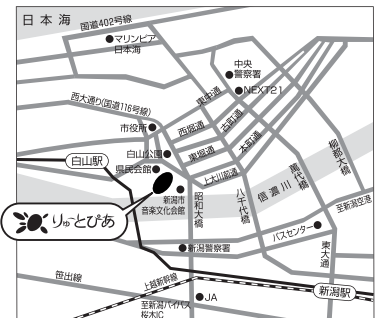 日本海
国道402号線
マリンピア
日本海
中央
警察署
NEXT21
西大通り(国道116号線)
東中通
市役所
西堀通
古町通
本町通
東堀通
白山公園
白山駅
県民会館
上大川前通
柳都大橋
萬代橋
信濃川
八千代橋
昭和大橋
新潟市
音楽文化会館
りゅーとぴあ
至新潟空港
バスセンター
東大通
新潟警察署
笹出線
上越新幹線
新潟駅
JA
至新潟バイパス
桜木IC